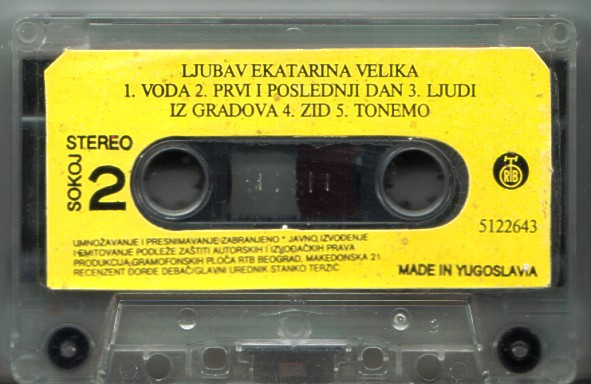 LJUBAV EKATARINA VELIKA
1. VODA 2. PRVI I POSLEDNJI DAN 3. LJUDI
IZ GRADOVA 4. ZID 5. TONEMO
STEREO
SOKOJ
2
RTB
5122643
UMNOŽAVANJE I PRESNIMAVANJE ZABRANJENO * JAVNO IZVOĐENJE
I EMITOVANJE PODLEŽE ZAŠTITI AUTORSKIH I IZVOĐAČKIH PRAVA
PRODUKCIJA GRAMOFONSKIH PLOČA RTB BEOGRAD, MAKEDONSKA 21
RECENZENT ĐORĐE DEBAČ/GLAVNI UREDNIK STANKO TERZIĆ
MADE IN YUGOSLAVIA